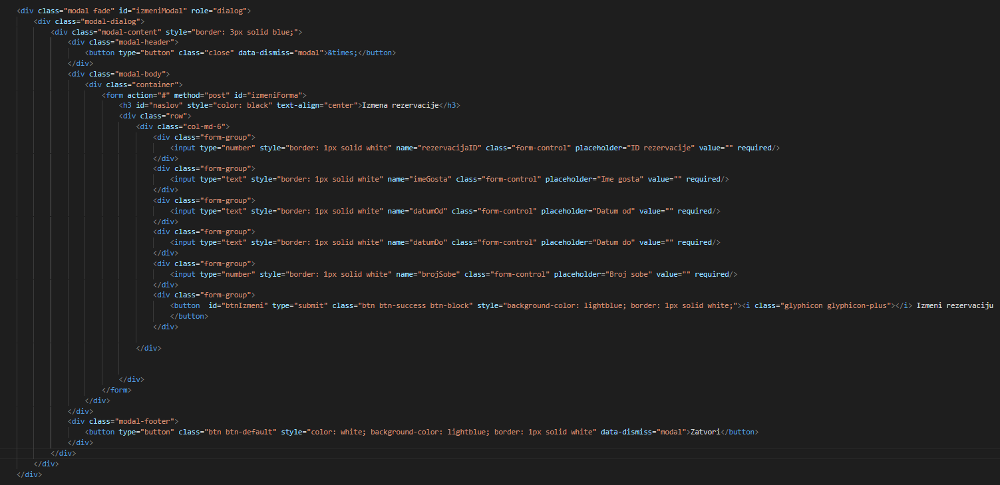 <div class="modal fade" id="izmeniModal" role="dialog">
<div class="modal-dialog">
<div class="modal-content" style="border: 3px solid blue;">
<div class="modal-header">
<button type="button" class="close" data-dismiss="modal">&times;</button>
</div>
<div class="modal-body">
<div class="container">
<form action="#" method="post" id="izmeniForma">
<h3 id="naslov" style="color: black" text-align="center">Izmena rezervacije</h3>
<div class="row">
<div class="col-md-6">
<div class="form-group">
<input type="number" style="border: 1px solid white" name="rezervacijaID" class="form-control" placeholder="ID rezervacije" value="" required/>
</div>
<div class="form-group">
<input type="text" style="border: 1px solid white" name="imeGosta" class="form-control" placeholder="Ime gosta" value="" required/>
</div>
<div class="form-group">
<input type="text" style="border: 1px solid white" name="datumOd" class="form-control" placeholder="Datum od" value="" required/>
</div>
<div class="form-group">
<input type="text" style="border: 1px solid white" name="datumDo" class="form-control" placeholder="Datum do" value="" required/>
</div>
<div class="form-group">
<input type="number" style="border: 1px solid white" name="brojSobe" class="form-control" placeholder="Broj sobe" value="" required/>
</div>
<div class="form-group">
<button  id="btnIzmeni" type="submit" class="btn btn-success btn-block" style="background-color: lightblue; border: 1px solid white;"><i class="glyphicon glyphicon-plus"></i> Izmeni rezervaciju
</button>
</div>
</div>
</div>
</form>
</div>
</div>
<div class="modal-footer">
<button type="button" class="btn btn-default" style="color: white; background-color: lightblue; border: 1px solid white" data-dismiss="modal">Zatvori</button>
</div>
</div>
</div>
</div>